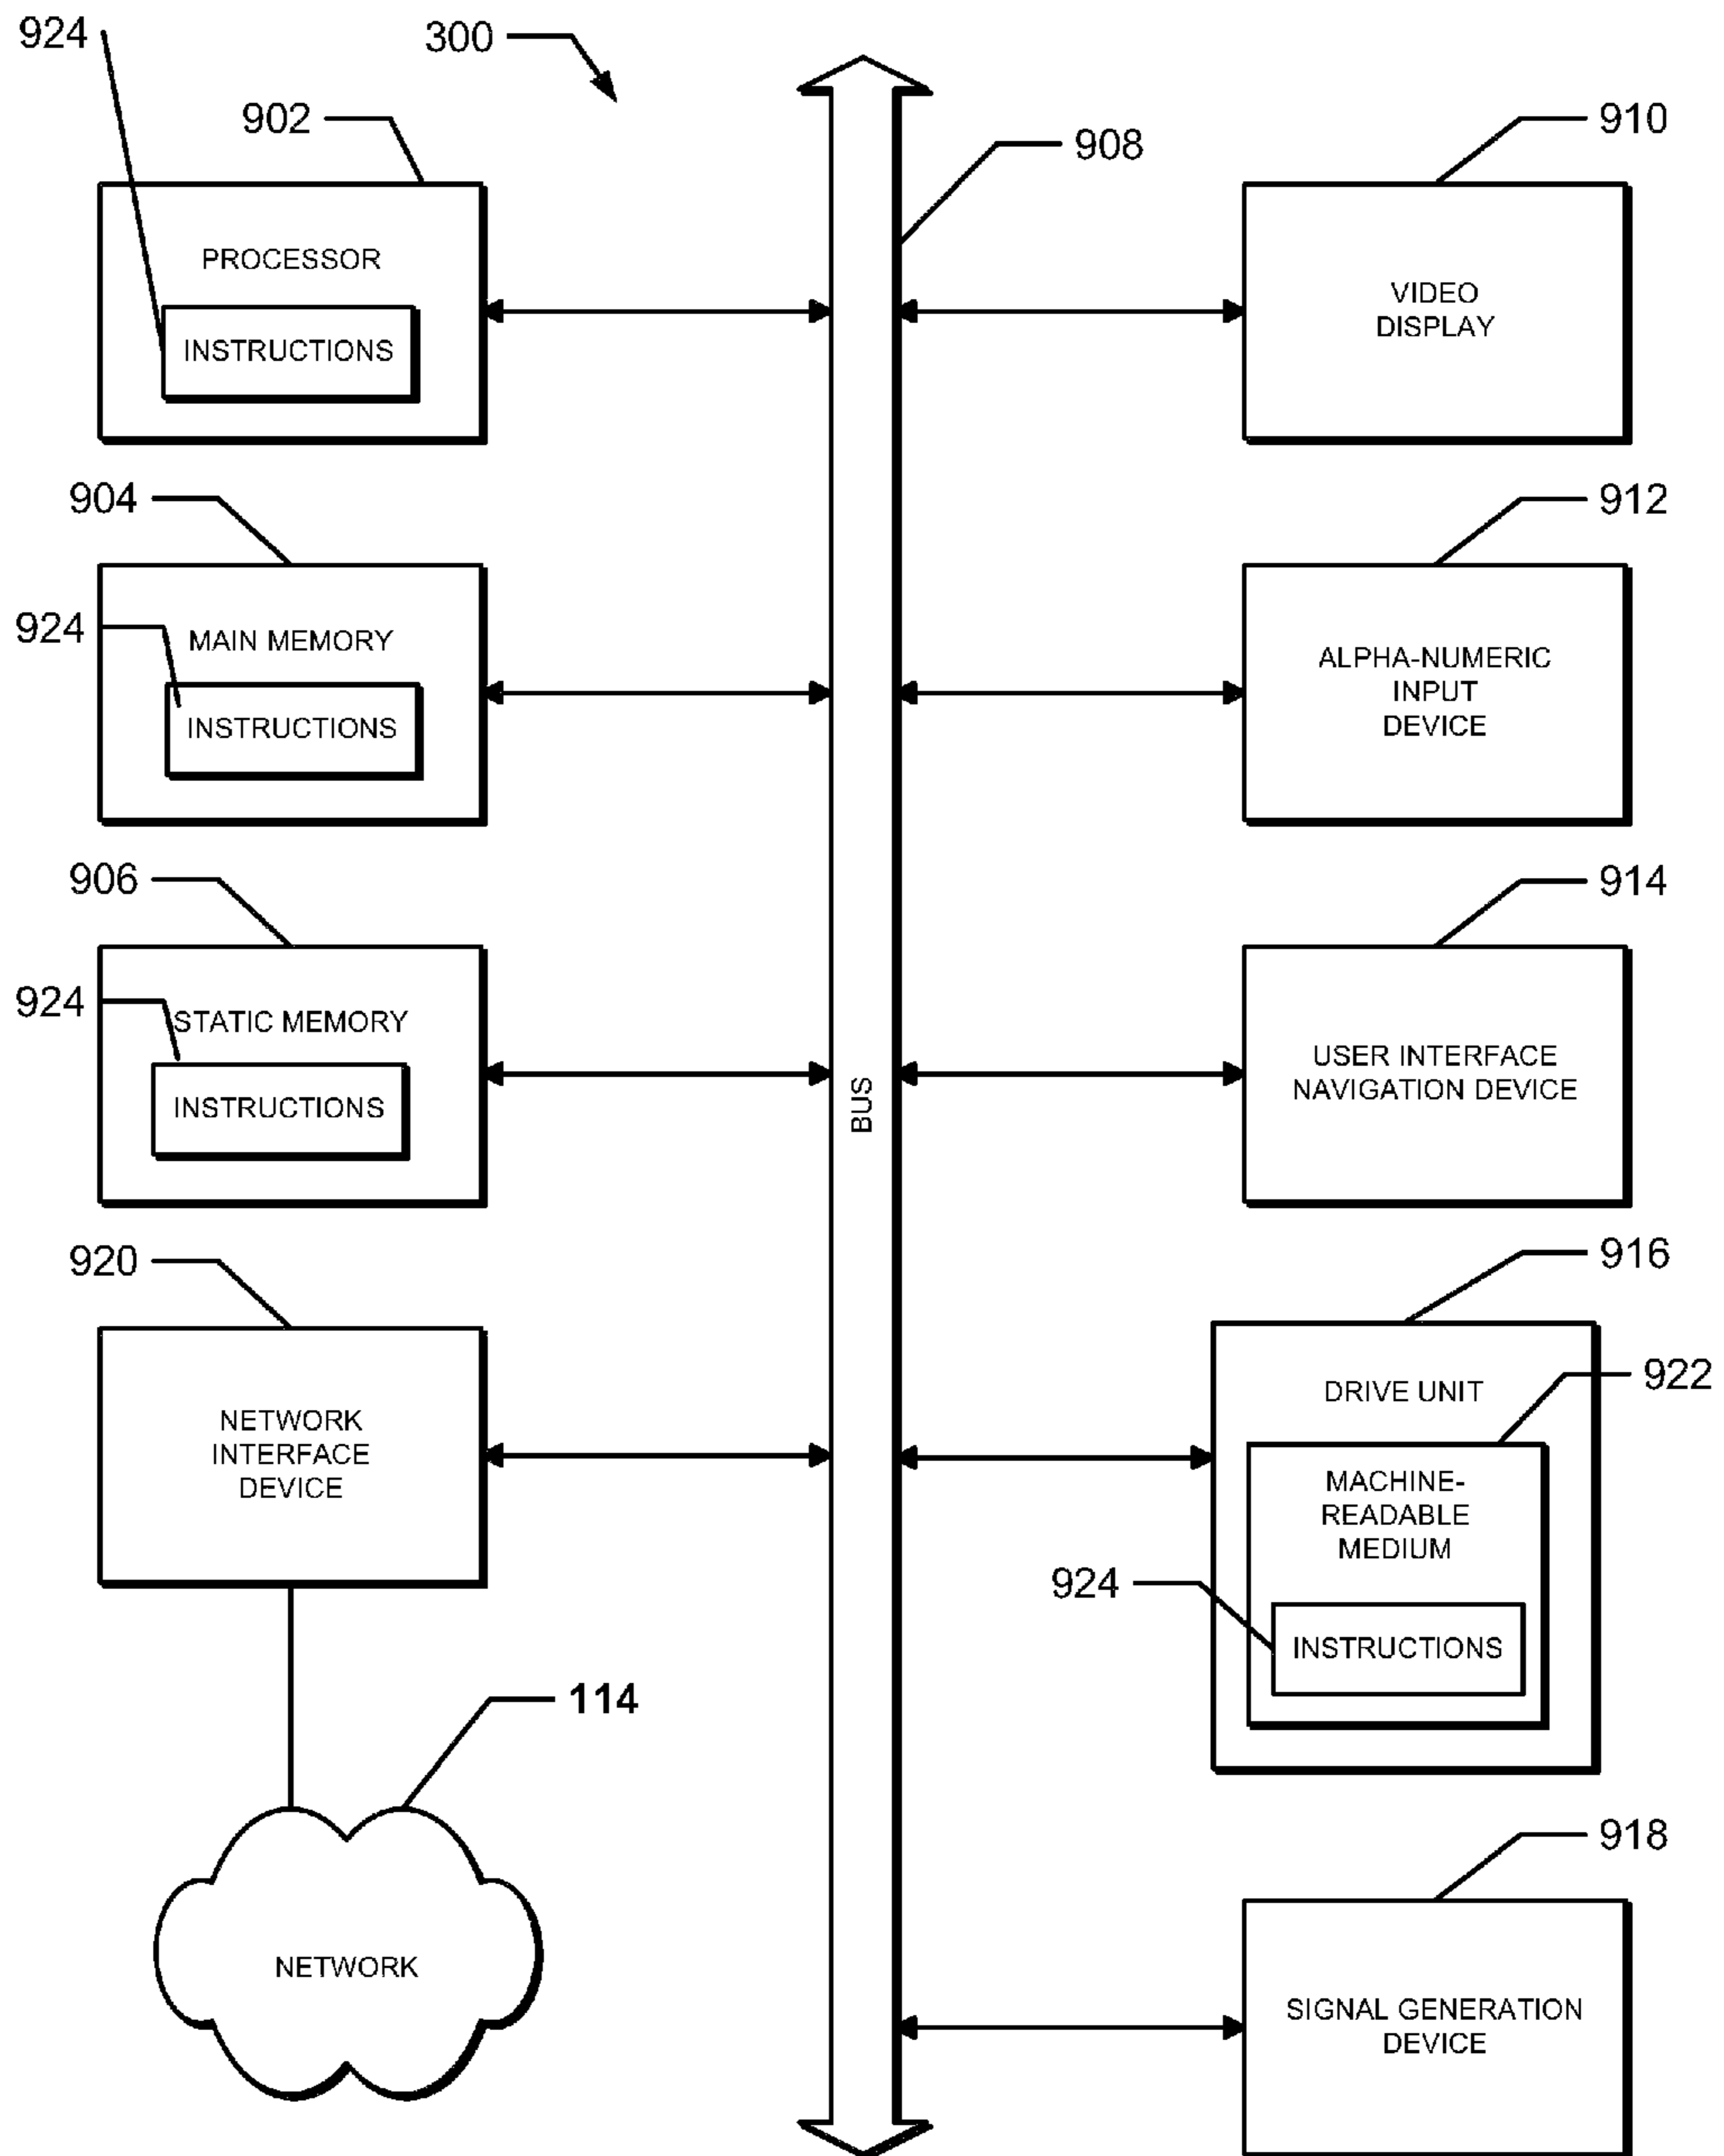 924
300
902
908
910
PROCESSOR
INSTRUCTIONS
VIDEO
DISPLAY
904
912
924
MAIN MEMORY
INSTRUCTIONS
ALPHA-NUMERIC
INPUT
DEVICE
906
914
924
STATIC MEMORY
INSTRUCTIONS
BUS
USER INTERFACE
NAVIGATION DEVICE
920
916
922
NETWORK
INTERFACE
DEVICE
DRIVE UNIT
MACHINE-
READABLE
MEDIUM
924
INSTRUCTIONS
114
918
NETWORK
SIGNAL GENERATION
DEVICE